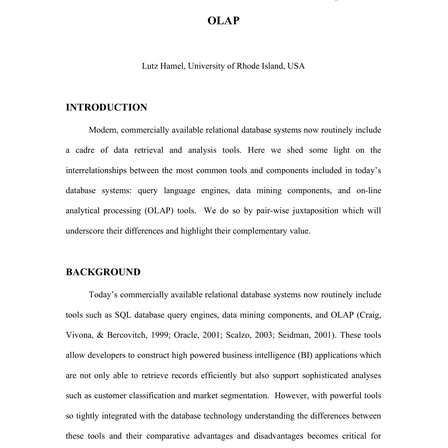 OLAP
Lutz Hamel, University of Rhode Island, USA
INTRODUCTION
Modern, commercially available relational database systems now routinely include
a cadre of data retrieval and analysis tools. Here we shed some light on the
interrelationships between the most common tools and components included in today's
database systems: query language engines, data mining components, and on-line
analytical processing (OLAP) tools. We do so by pair-wise juxtaposition which will
underscore their differences and highlight their complementary value.
BACKGROUND
Today's commercially available relational database systems now routinely include
tools such as SQL database query engines, data mining components, and OLAP (Craig,
Vivona, & Bercovitch, 1999; Oracle, 2001; Scalzo, 2003; Seidman, 2001). These tools
allow developers to construct high powered business intelligence (BI) applications which
are not only able to retrieve records efficiently but also support sophisticated analyses
such as customer classification and market segmentation. However, with powerful tools
so tightly integrated with the database technology understanding the differences between
these tools and their comparative advantages and disadvantages becomes critical for